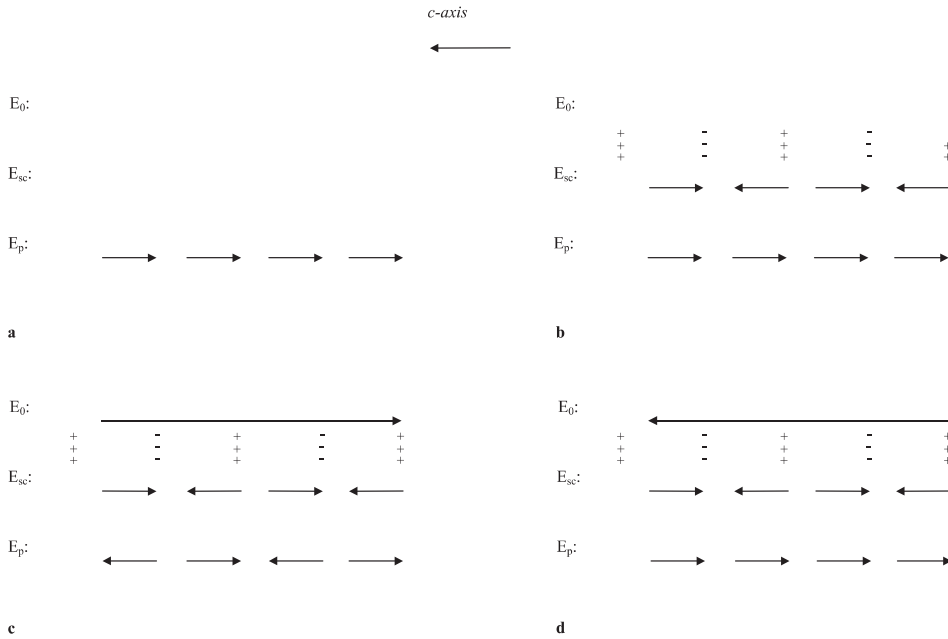 c-axis
E₀:
E₀:
+ - + - +
+ - + - +
+ - + - +
Esc:
Esc:
Eₚ:
Eₚ:
a
b
E₀:
E₀:
+ - + - +
+ - + - +
+ - + - +
+ - + - +
+ - + - +
+ - + - +
Esc:
Esc:
Eₚ:
Eₚ:
c
d